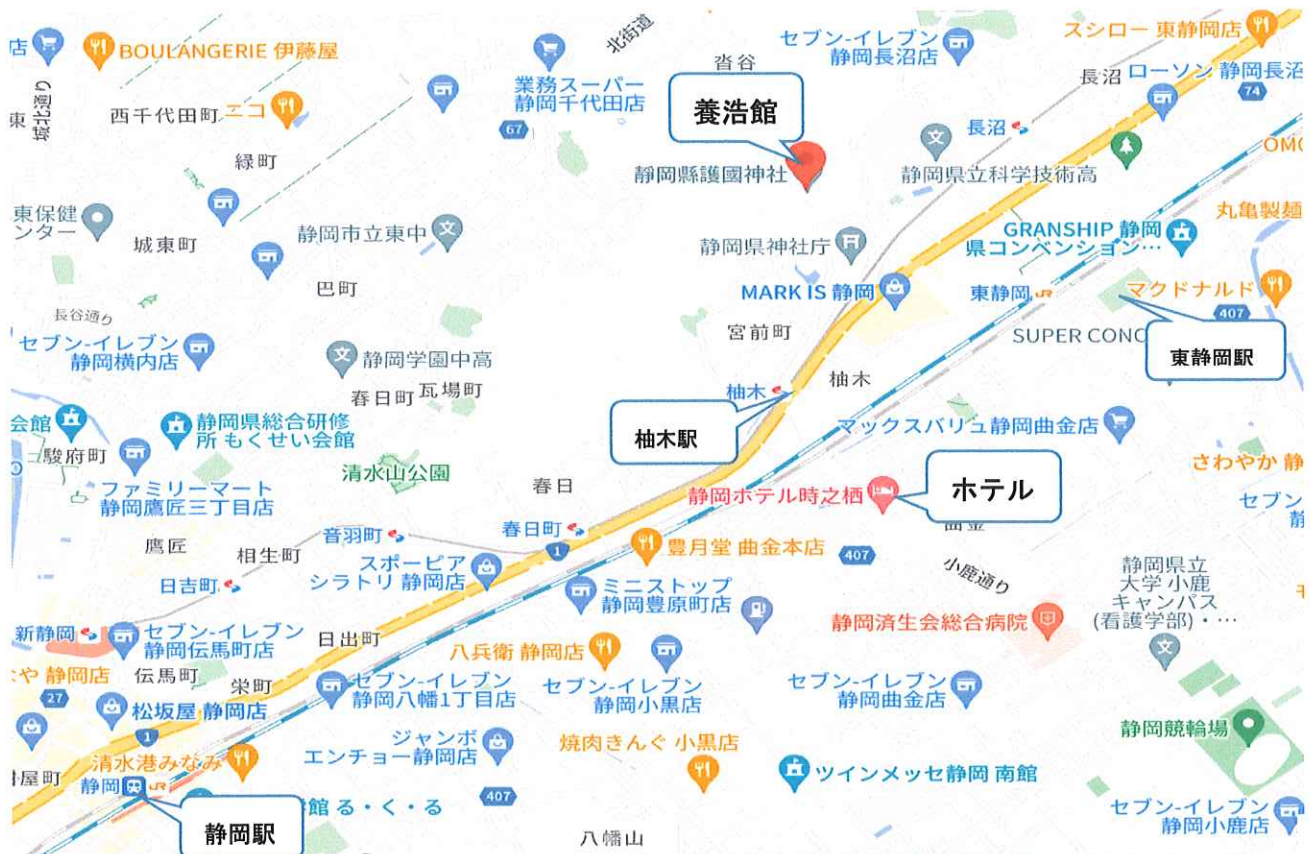 店
BOULANGERIE 伊藤屋
城北通り
東
西千代田町
ニコ
緑町
東保健
ンター
城東町
静岡市立東中
巴町
長谷通り
セブン-イレブン
静岡横内店
静岡学園中高
春日町
瓦場町
会館
静岡県総合研修
所 もくせい会館
駿府町
清水山公園
ファミリーマート
静岡鷹匠三丁目店
鷹匠
相生町
音羽町
日吉町
春日町
春日
スポーピア
シラトリ 静岡店
新静岡
セブン-イレブン
静岡伝馬町店
日出町
や 静岡店
伝馬町
栄町
27
松坂屋 静岡店
1
セブン-イレブン
静岡八幡1丁目店
ジャンボ
エンチョー静岡店
清水港みなみ
屋町
静岡
JR
館 る・く・る
407
静岡駅
北街道
業務スーパー
静岡千代田店
67
沓谷
セブン-イレブン
静岡長沼店
スシロー 東静岡店
長沼
ローソン 静岡長沼
74
養浩館
長沼
靜岡縣護國神社
静岡県立科学技術高
OMO
丸亀製麺
静岡県神社庁
GRANSHIP 静岡
県コンベンション…
MARK IS 静岡
東静岡
JR
マクドナルド
407
宮前町
SUPER CONC
東静岡駅
柚木
柚木
柚木駅
マックスバリュ静岡曲金店
さわやか 静
静岡ホテル時之栖
ホテル
セブ
曲金
1
豊月堂 曲金本店
407
小鹿通り
静岡県立
大学 小鹿
キャンパス
(看護学部)・…
ミニストップ
静岡豊原町店
静岡済生会総合病院
八兵衛 静岡店
セブン-イレブン
静岡小黒店
セブン-イレブン
静岡曲金店
静岡競輪場
焼肉きんぐ 小黒店
ツインメッセ静岡 南館
セブン-イレブン
静岡小鹿店
八幡山